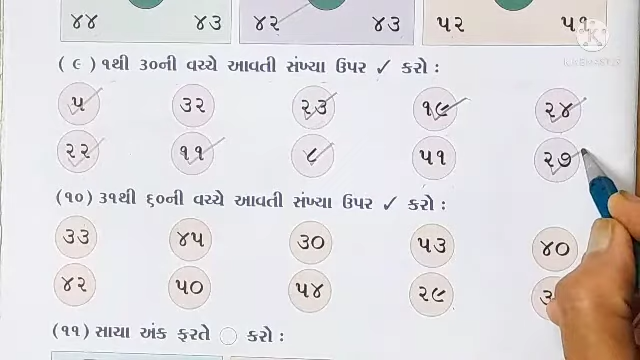 ૪૪ ૪૩ ૪૨ ૪૩ ૫૨ ૫૧
(૯) ૧થી ૩૦ની વચ્ચે આવતી સંખ્યા ઉપર ✓ કરો :
૫ ૩૨ ૨૩ ૧૯ ૨૪
૨૨ ૧૧ ૮ ૫૧ ૨૭
(૧૦) ૩૧થી ૬૦ની વચ્ચે આવતી સંખ્યા ઉપર ✓ કરો :
૩૩ ૪૫ ૩૦ ૫૩ ૪૦
૪૨ ૫૦ ૫૪ ૨૯
(૧૧) સાચા અંક ફરતે ◯ કરો :